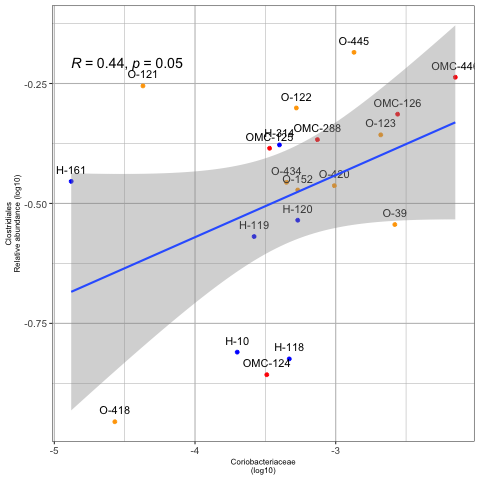 R = 0.44, p = 0.05
O-445
O-121
OMC-44
O-122
OMC-126
O-123
OMC-288
H-314
OMC-125
H-161
O-434
O-420
O-152
H-120
O-39
H-119
H-10
H-118
OMC-124
O-418
-0.25
-0.50
-0.75
-5
-4
-3
Clostridiales
Relative abundance (log10)
Coriobacteriaceae
(log10)